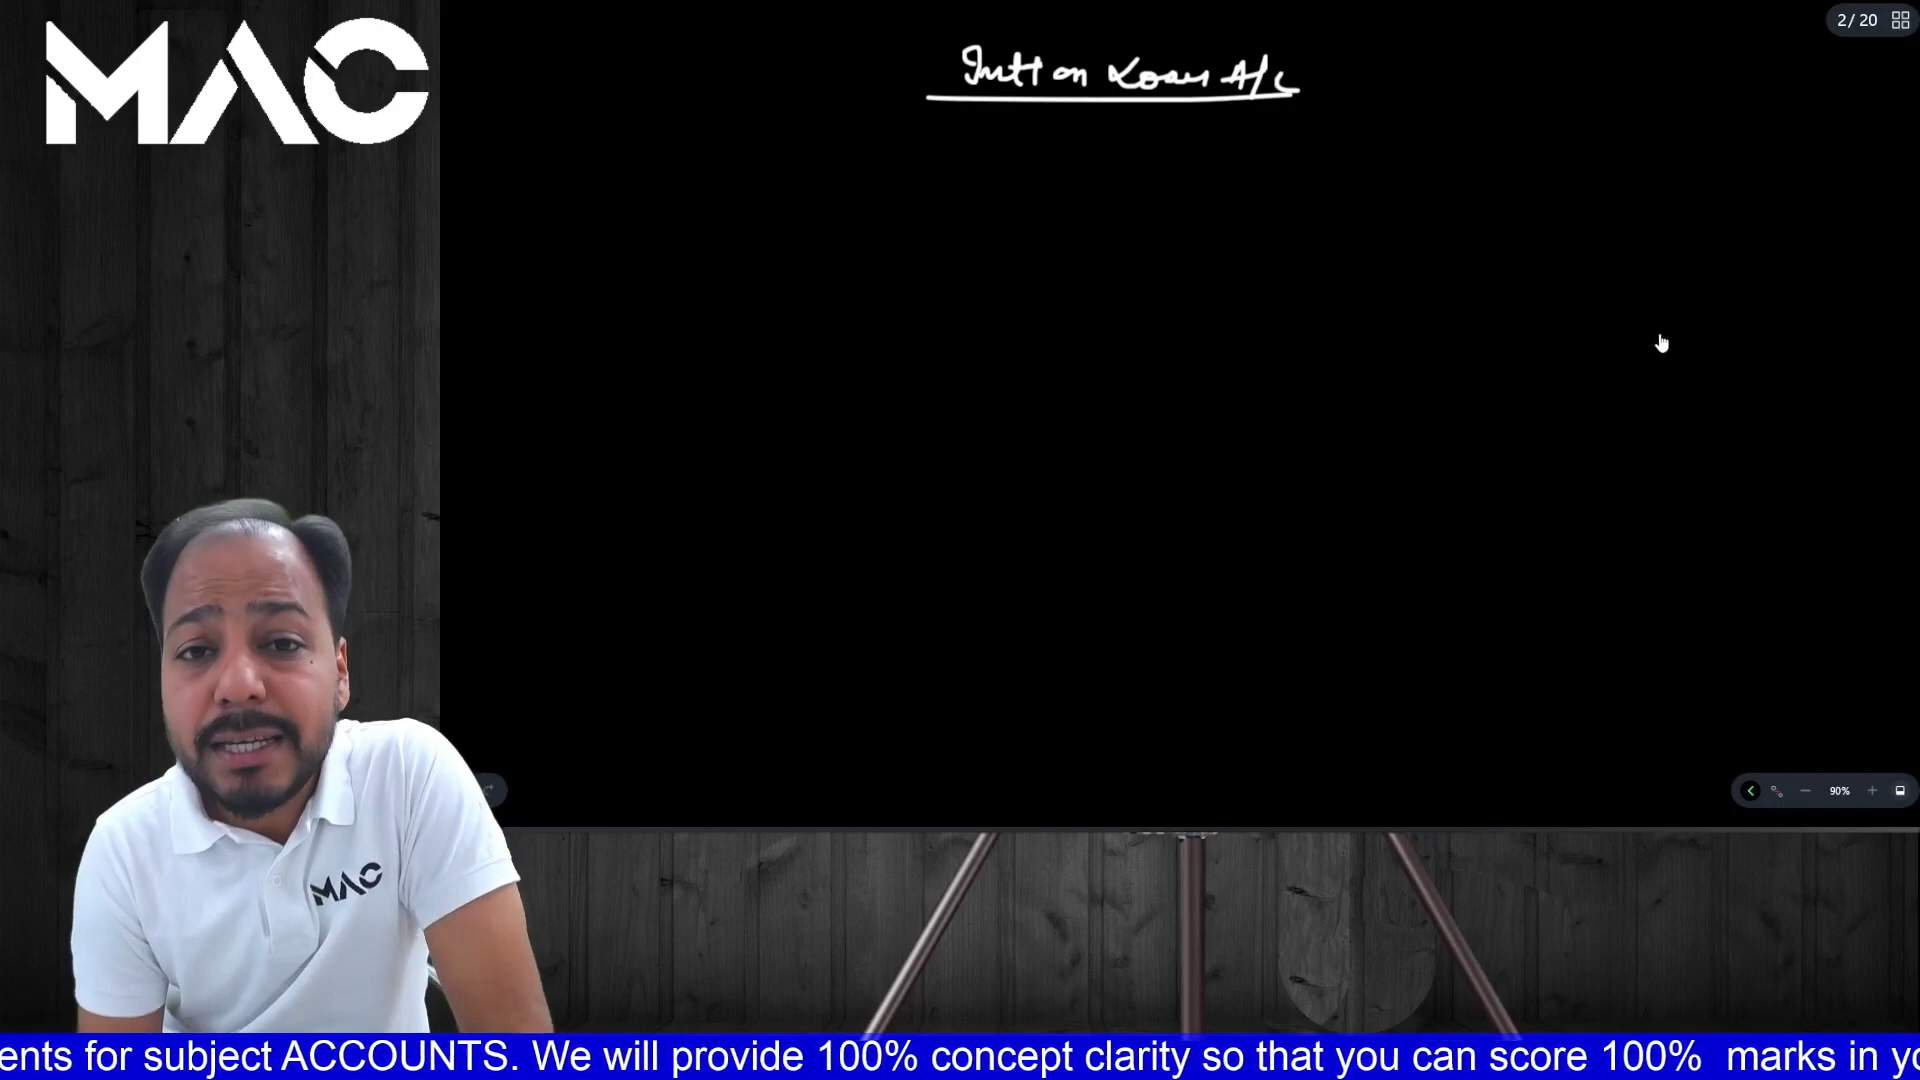 MAC
2/ 20
Intt on Loan A/c
90%
MAC
ents for subject ACCOUNTS. We will provide 100% concept clarity so that you can score 100% marks in yo